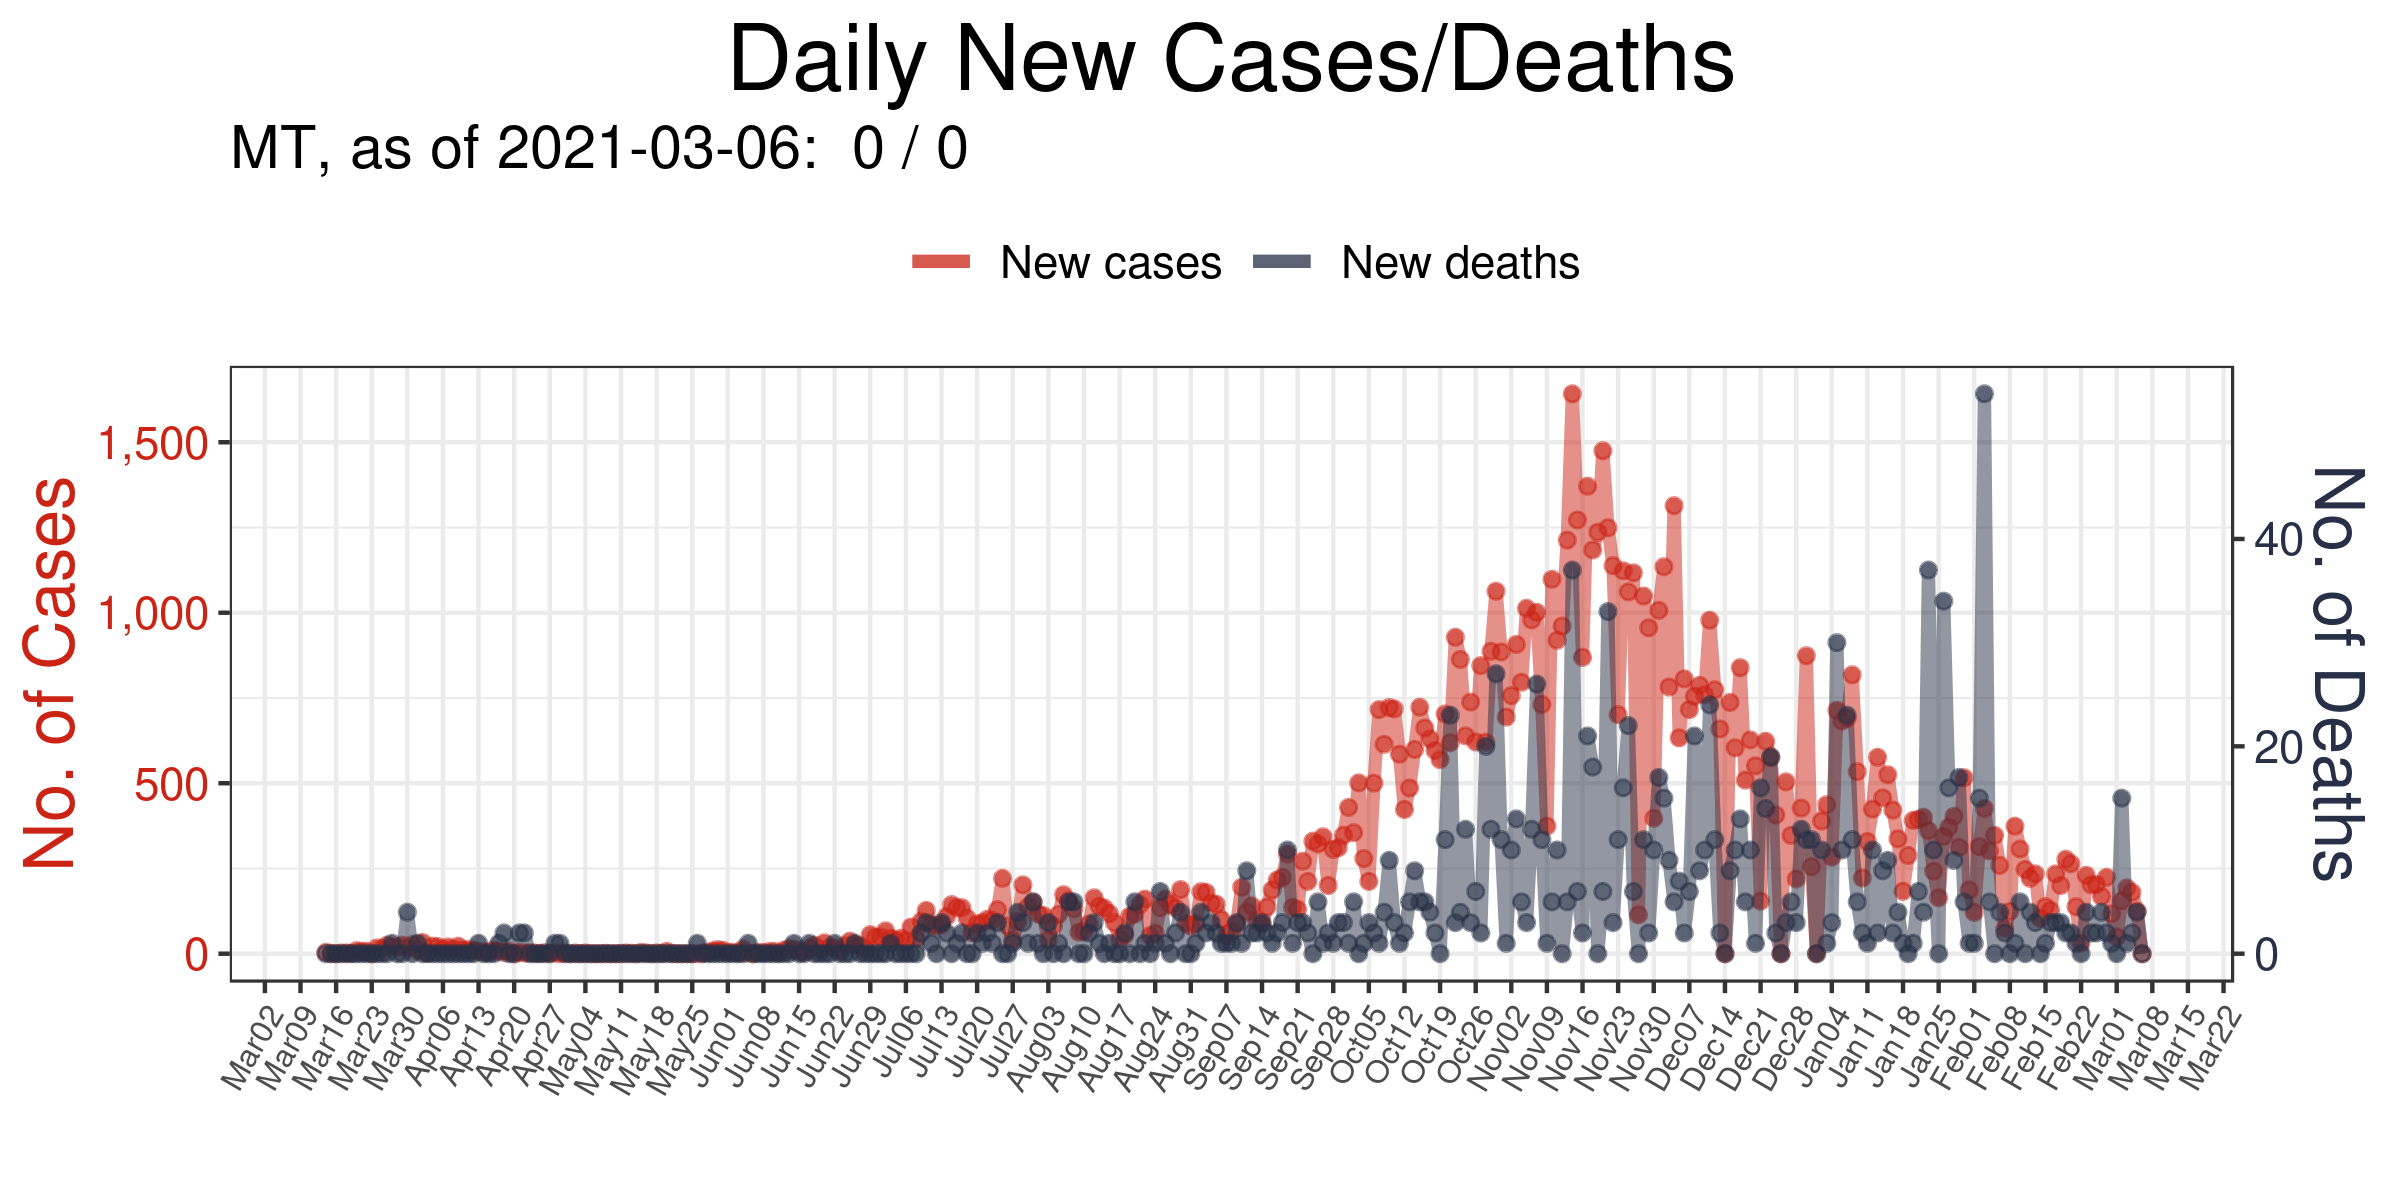 Daily New Cases/Deaths
MT, as of 2021-03-06:  0 / 0
New cases
New deaths
No. of Cases
1,500
1,000
500
0
No. of Deaths
40
20
0
Mar02
Mar09
Mar16
Mar23
Mar30
Apr06
Apr13
Apr20
Apr27
May04
May11
May18
May25
Jun01
Jun08
Jun15
Jun22
Jun29
Jul06
Jul13
Jul20
Jul27
Aug03
Aug10
Aug17
Aug24
Aug31
Sep07
Sep14
Sep21
Sep28
Oct05
Oct12
Oct19
Oct26
Nov02
Nov09
Nov16
Nov23
Nov30
Dec07
Dec14
Dec21
Dec28
Dec04
Jan11
Jan18
Jan25
Feb01
Feb08
Feb15
Feb22
Mar01
Mar08
Mar15
Mar22